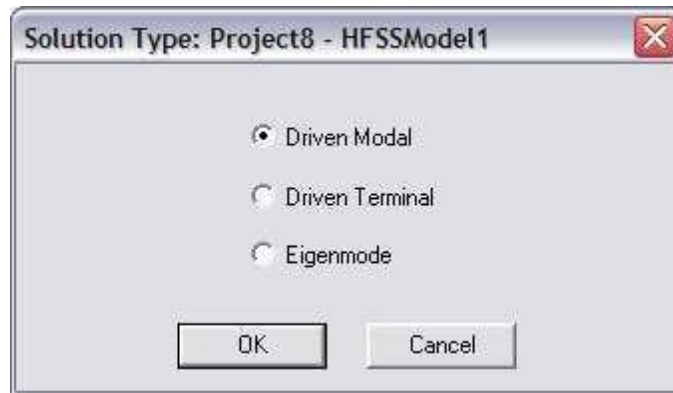 Solution Type: Project8 - HFSSModel1
Driven Modal
Driven Terminal
Eigenmode
OK Cancel